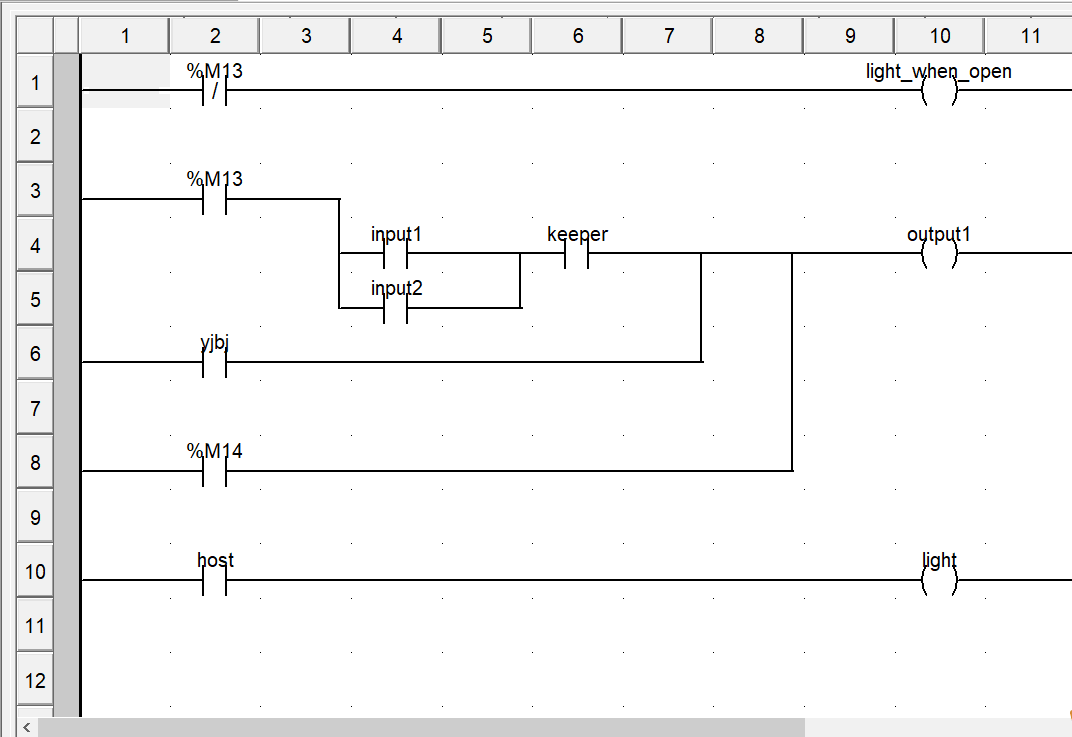 1 2 3 4 5 6 7 8 9 10 11
1 %M13 light_when_open
/
2
3 %M13
4 input1 keeper output1
5 input2
6 yjbj
7
8 %M14
9
10 host light
11
12